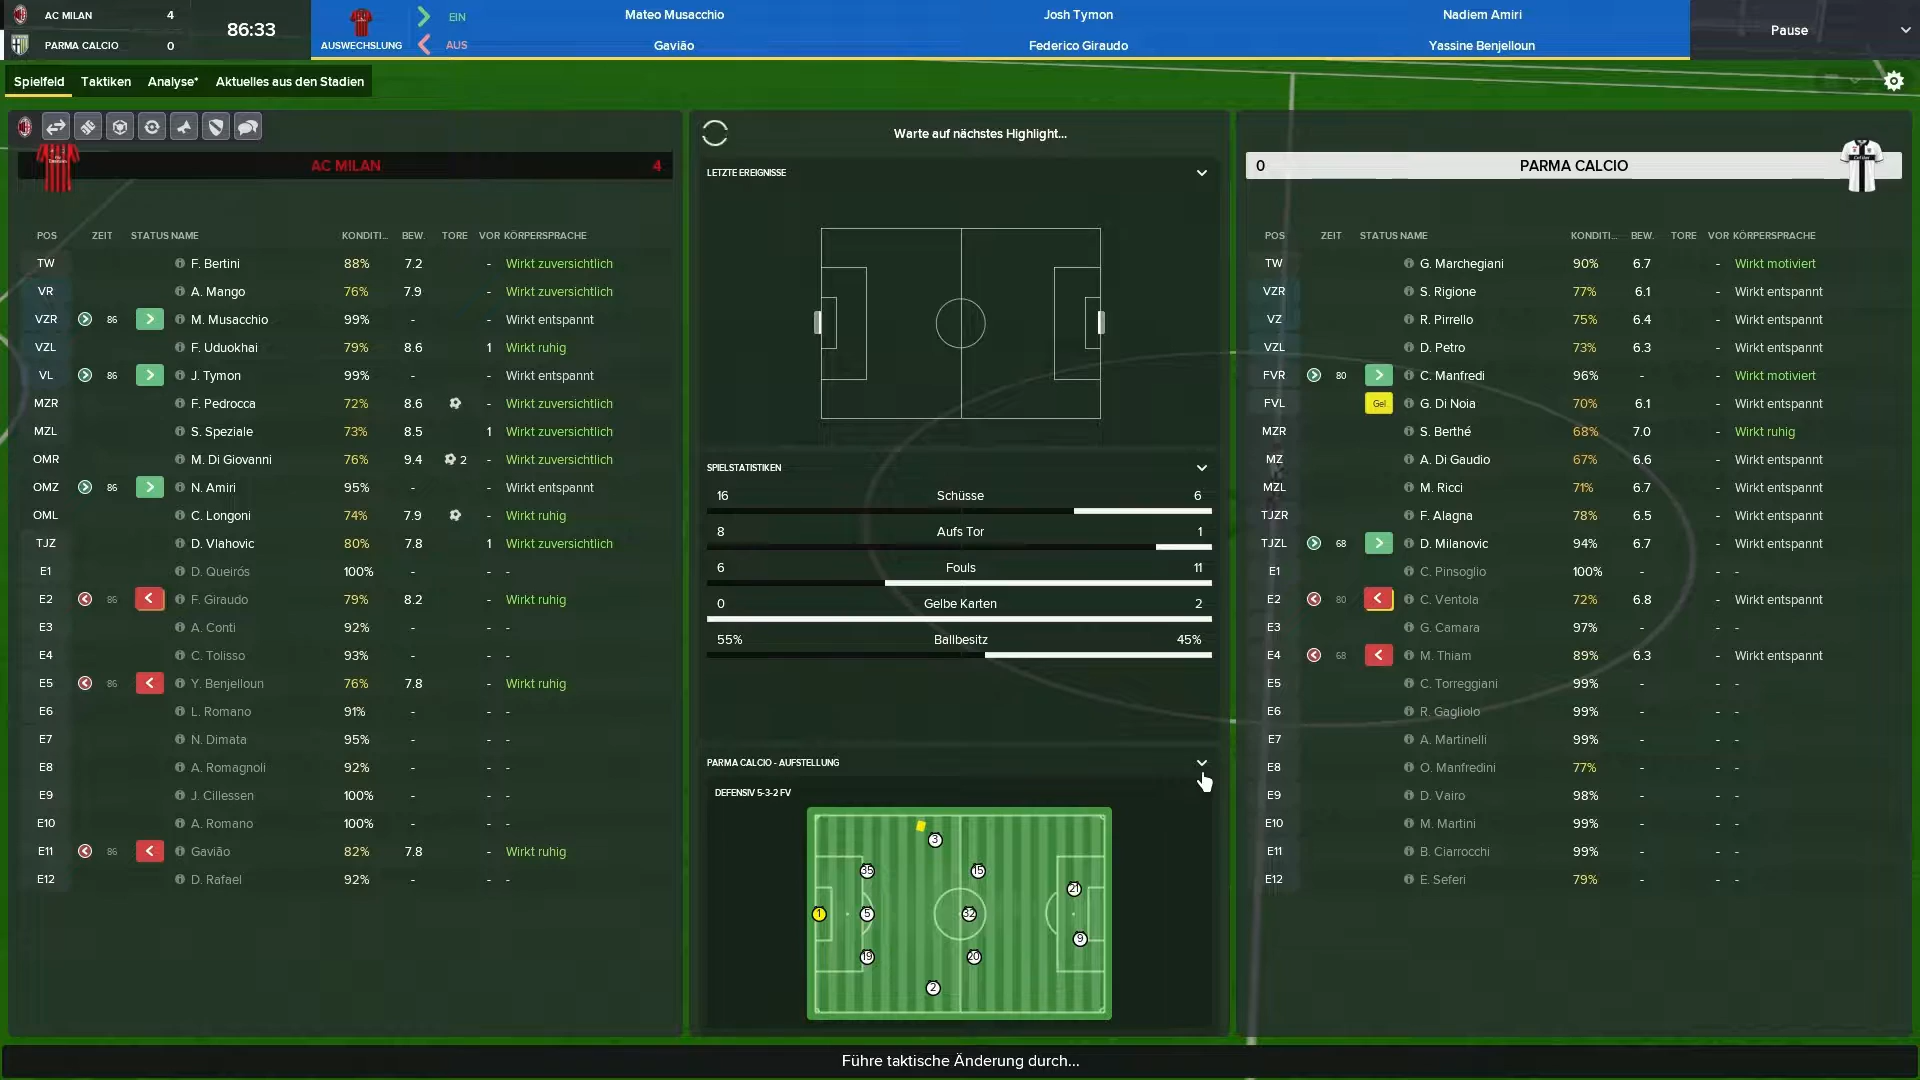 AC MILAN 4
PARMA CALCIO 0
86:33
AUSWECHSLUNG
EIN Mateo Musacchio Josh Tymon Nadiem Amiri
AUS Gavião Federico Giraudo Yassine Benjelloun
Pause
Spielfeld Taktiken Analyse* Aktuelles aus den Stadien
AC MILAN 4
POS ZEIT STATUS NAME KONDITI... BEW. TORE VOR KÖRPERSPRACHE
TW F. Bertini 88% 7.2 - Wirkt zuversichtlich
VR A. Mango 76% 7.9 - Wirkt zuversichtlich
VZR 86 M. Musacchio 99% - - Wirkt entspannt
VZL F. Uduokhai 79% 8.6 1 Wirkt ruhig
VL 86 J. Tymon 99% - - Wirkt entspannt
MZR F. Pedrocca 72% 8.6 - Wirkt zuversichtlich
MZL S. Speziale 73% 8.5 1 Wirkt zuversichtlich
OMR M. Di Giovanni 76% 9.4 2 - Wirkt zuversichtlich
OMZ 86 N. Amiri 95% - - Wirkt entspannt
OML C. Longoni 74% 7.9 - Wirkt ruhig
TJZ D. Vlahovic 80% 7.8 1 Wirkt zuversichtlich
E1 D. Queirós 100% - - -
E2 86 F. Giraudo 79% 8.2 - Wirkt ruhig
E3 A. Conti 92% - - -
E4 C. Tolisso 93% - - -
E5 86 Y. Benjelloun 76% 7.8 - Wirkt ruhig
E6 L. Romano 91% - - -
E7 N. Dimata 95% - - -
E8 A. Romagnoli 92% - - -
E9 J. Cillessen 100% - - -
E10 A. Romano 100% - - -
E11 86 Gavião 82% 7.8 - Wirkt ruhig
E12 D. Rafael 92% - - -
Warte auf nächstes Highlight...
LETZTE EREIGNISSE
SPIELSTATISTIKEN
16 Schüsse 6
8 Aufs Tor 1
6 Fouls 11
0 Gelbe Karten 2
55% Ballbesitz 45%
PARMA CALCIO - AUFSTELLUNG
DEFENSIV 5-3-2 FV
3
35 15
21
1 5 32
9
19 20
2
0 PARMA CALCIO
POS ZEIT STATUS NAME KONDITI... BEW. TORE VOR KÖRPERSPRACHE
TW G. Marchegiani 90% 6.7 - Wirkt motiviert
VZR S. Rigione 77% 6.1 - Wirkt entspannt
VZ R. Pirrello 75% 6.4 - Wirkt entspannt
VZL D. Petro 73% 6.3 - Wirkt entspannt
FVR 80 C. Manfredi 96% - - Wirkt motiviert
FVL Gel G. Di Noia 70% 6.1 - Wirkt entspannt
MZR S. Berthé 68% 7.0 - Wirkt ruhig
MZ A. Di Gaudio 67% 6.6 - Wirkt entspannt
MZL M. Ricci 71% 6.7 - Wirkt entspannt
TJZR F. Alagna 78% 6.5 - Wirkt entspannt
TJZL 68 D. Milanovic 94% 6.7 - Wirkt entspannt
E1 C. Pinsoglio 100% - - -
E2 80 C. Ventola 72% 6.8 - Wirkt entspannt
E3 G. Camara 97% - - -
E4 68 M. Thiam 89% 6.3 - Wirkt entspannt
E5 C. Torreggiani 99% - - -
E6 R. Gagliolo 99% - - -
E7 A. Martinelli 99% - - -
E8 O. Manfredini 77% - - -
E9 D. Vairo 98% - - -
E10 M. Martini 99% - - -
E11 B. Ciarrocchi 99% - - -
E12 E. Seferi 79% - - -
Führe taktische Änderung durch...